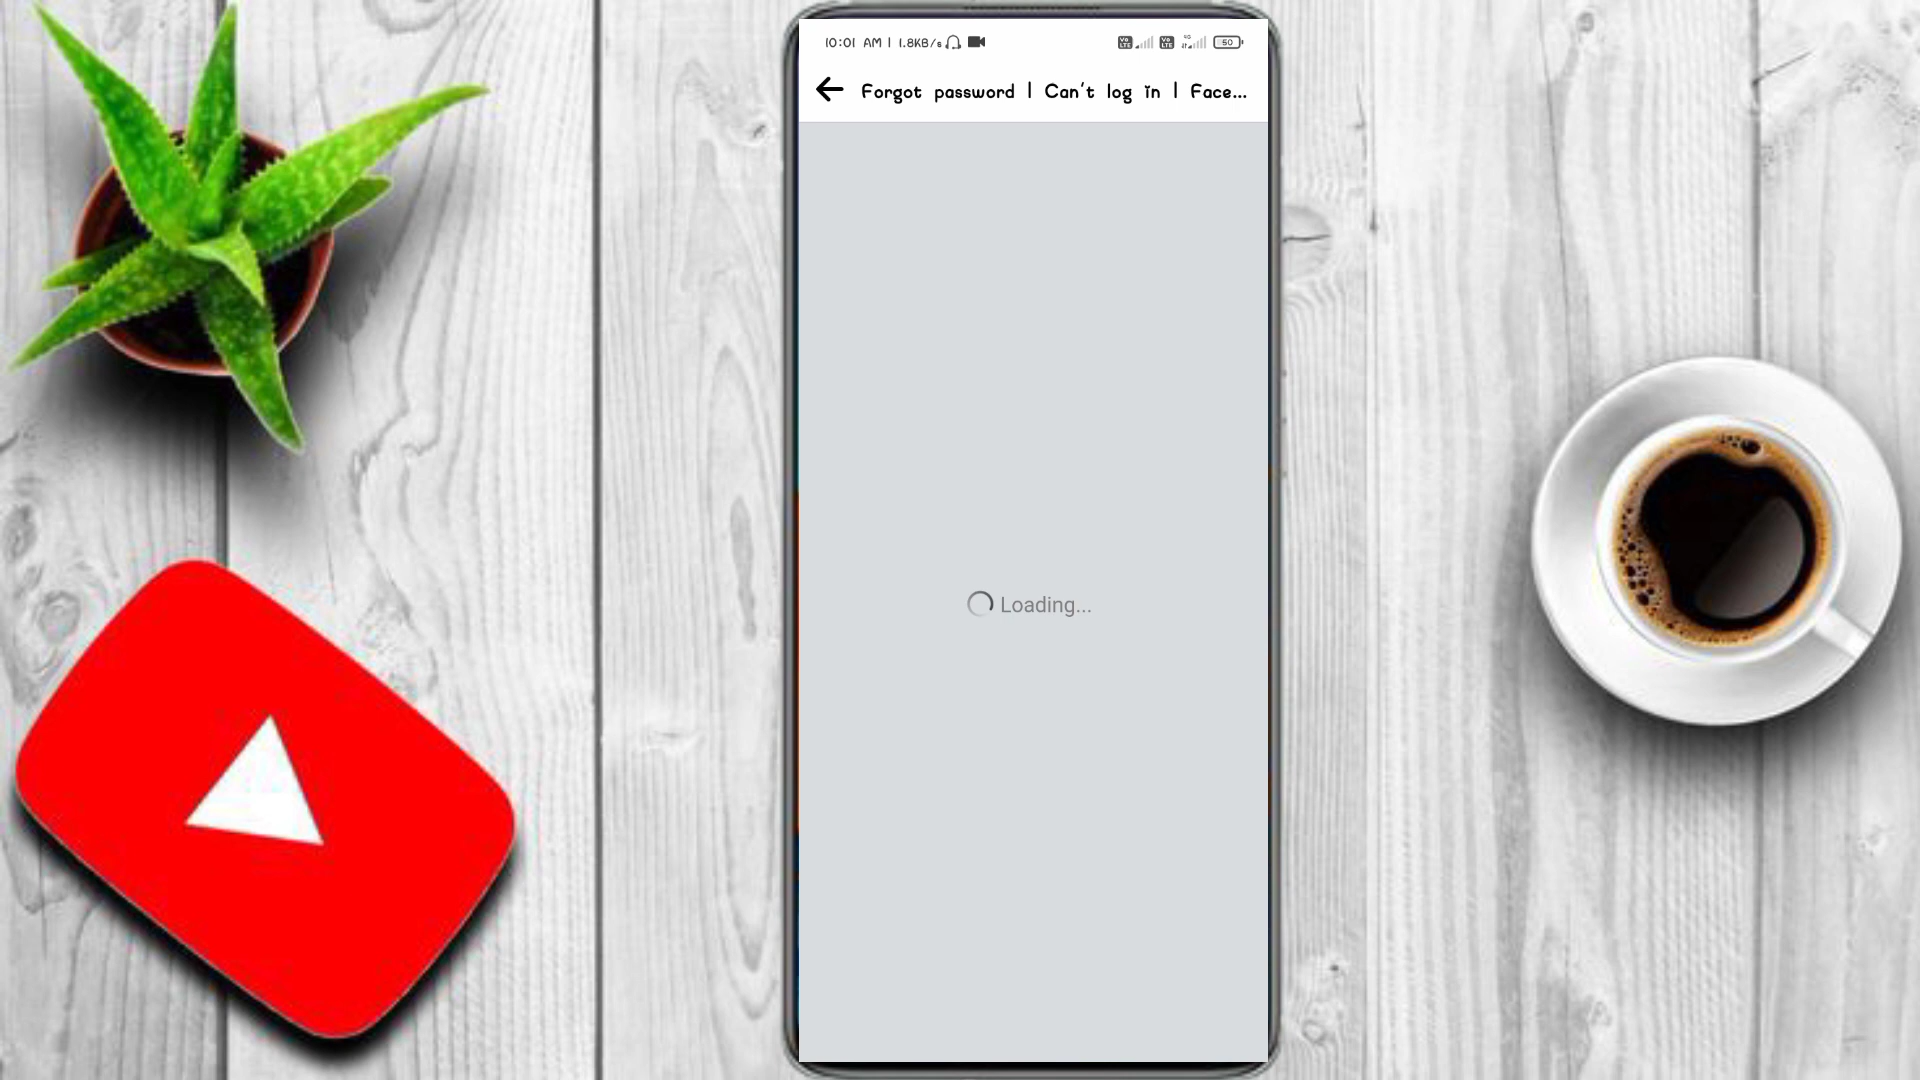 10:01 AM | 1.8KB/s 50
Forgot password | Can't log in | Face...
Loading...